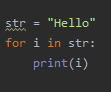 str = "Hello"
for i in str:
    print(i)